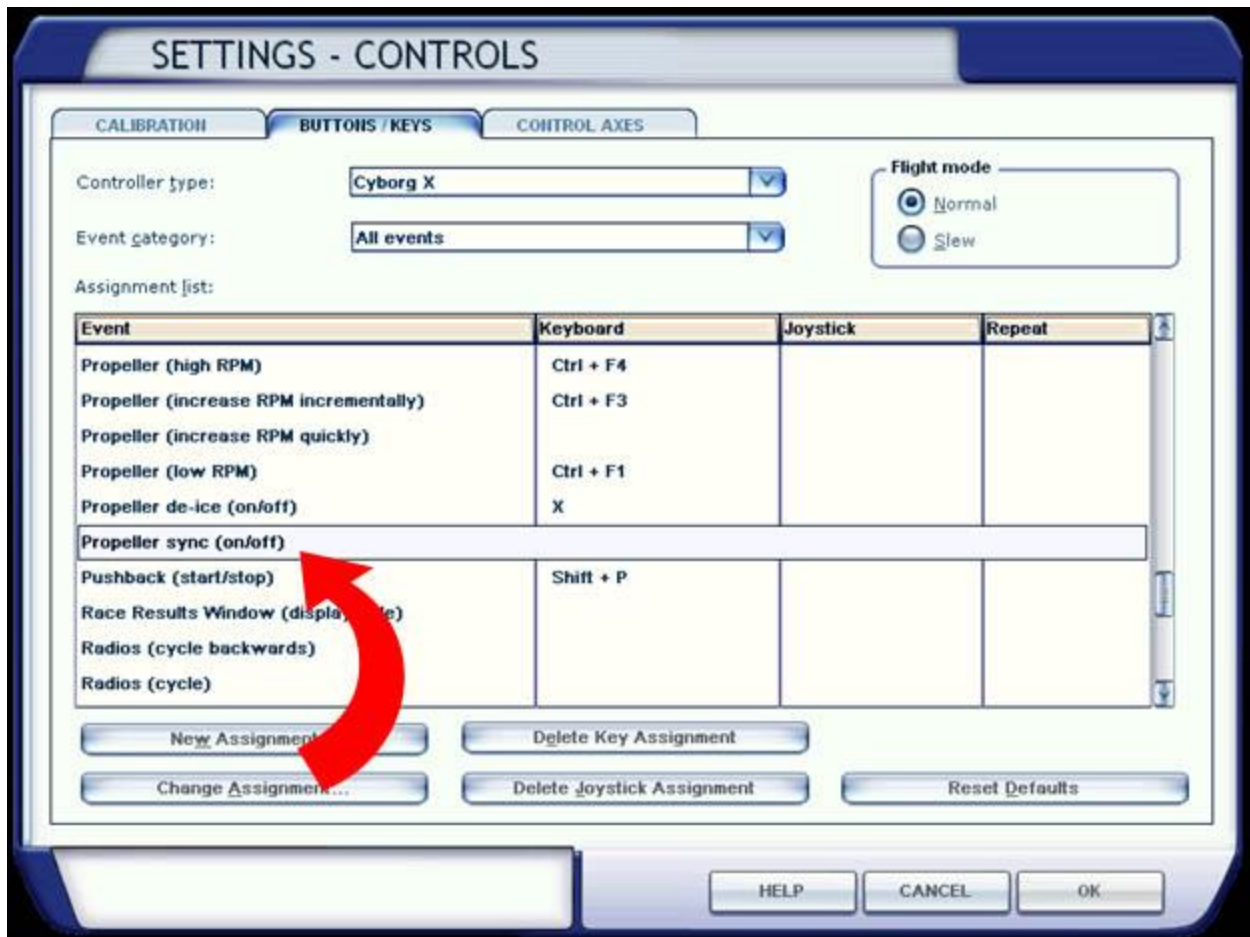 SETTINGS - CONTROLS
CALIBRATION BUTTONS / KEYS CONTROL AXES
Controller type: Cyborg X
Flight mode
Normal
Event category: All events
Slew
Assignment list:
Event Keyboard Joystick Repeat
Propeller (high RPM) Ctrl + F4
Propeller (increase RPM incrementally) Ctrl + F3
Propeller (increase RPM quickly)
Propeller (low RPM) Ctrl + F1
Propeller de-ice (on/off) X
Propeller sync (on/off)
Pushback (start/stop) Shift + P
Race Results Window
Radios (cycle backwards)
Radios (cycle)
New Assignment Delete Key Assignment
Change Assignment... Delete Joystick Assignment Reset Defaults
HELP CANCEL OK